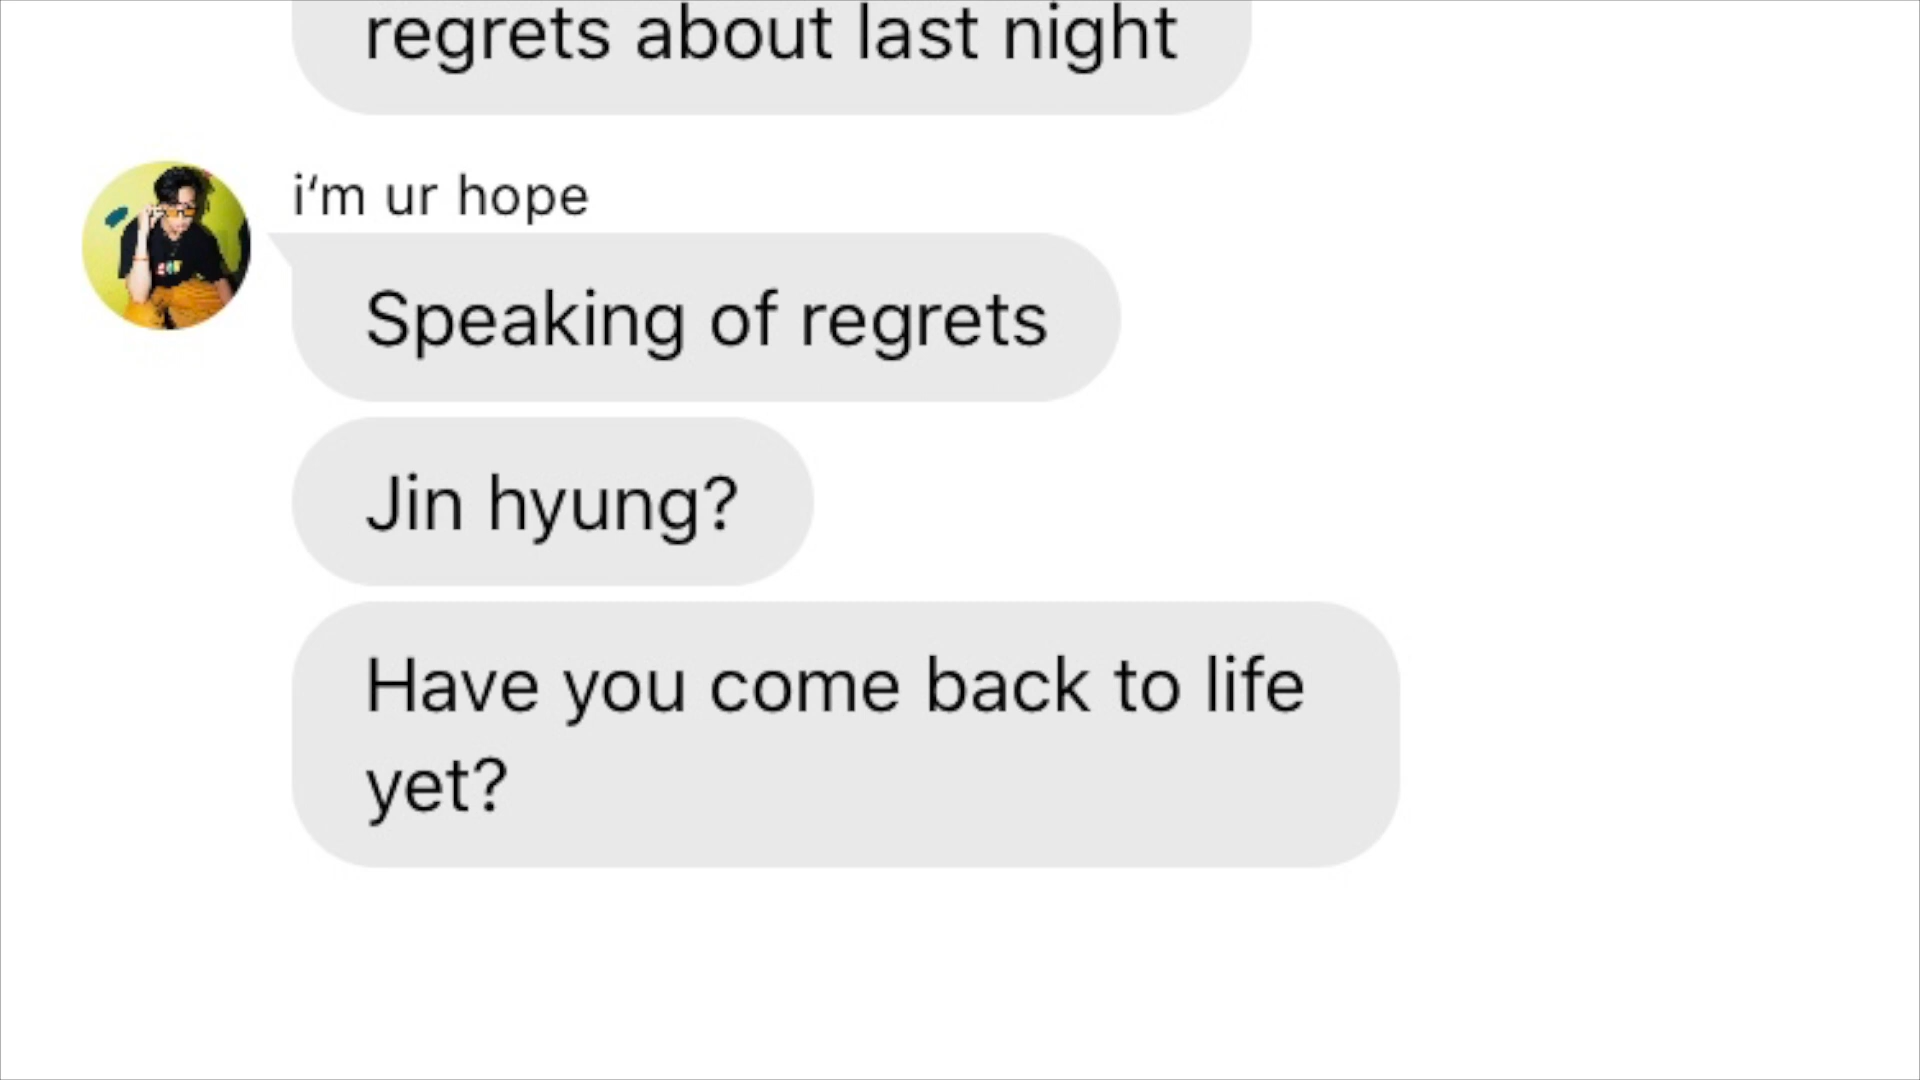 regrets about last night
i‘m ur hope
Speaking of regrets
Jin hyung?
Have you come back to life
yet?